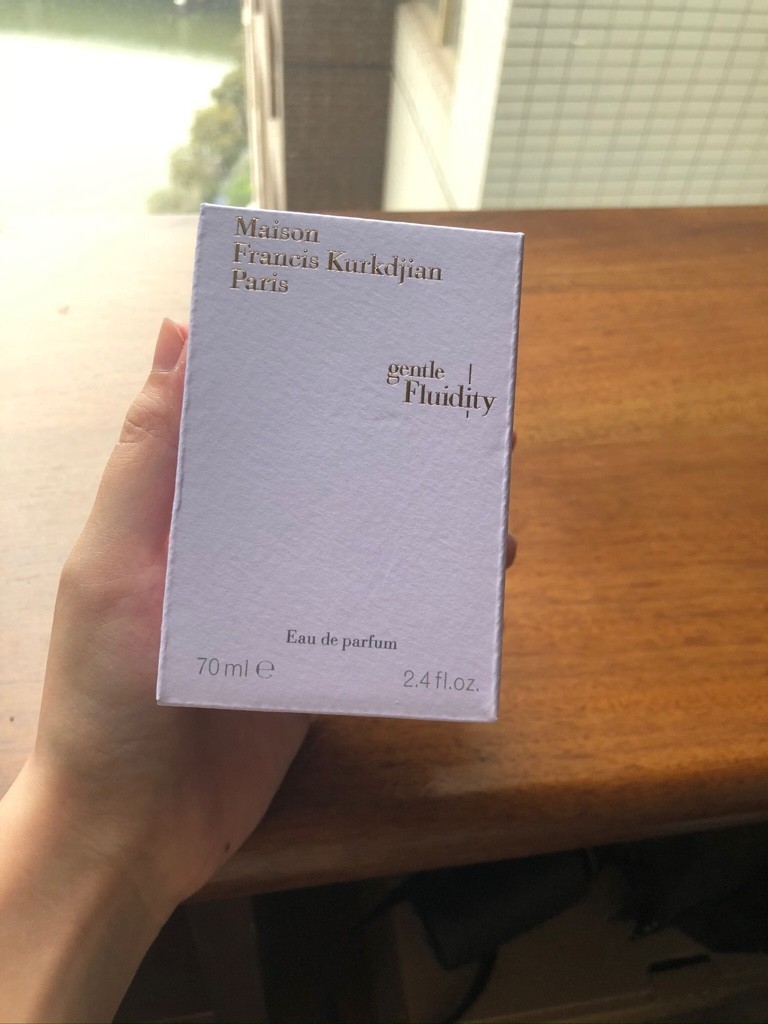 Maison
Francis Kurkdjian
Paris
gentle
Fluidity
Eau de parfum
70 ml ℮
2.4 fl.oz.